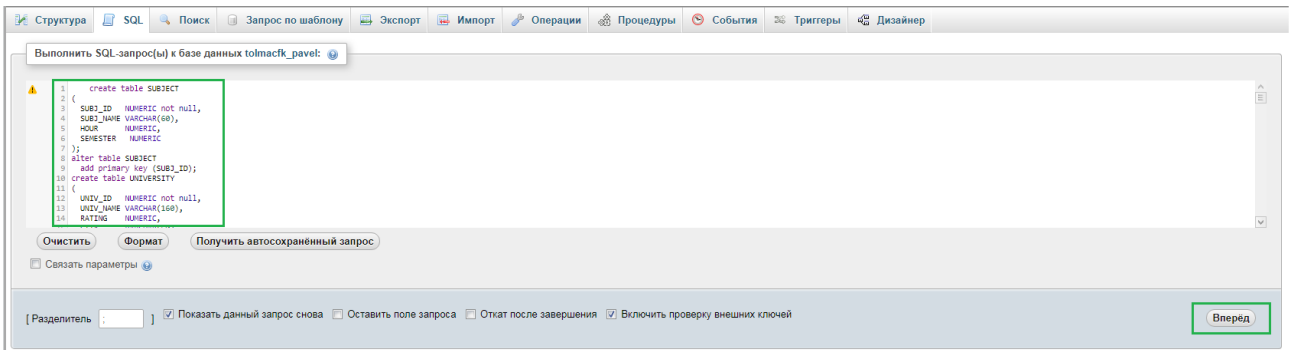 Структура SQL Поиск Запрос по шаблону Экспорт Импорт Операции Процедуры События Триггеры Дизайнер
Выполнить SQL-запрос(ы) к базе данных tolmacfk_pavel:
1 create table SUBJECT
2 (
3 SUBJ_ID NUMERIC not null,
4 SUBJ_NAME VARCHAR(60),
5 HOUR NUMERIC,
6 SEMESTER NUMERIC
7 );
8 alter table SUBJECT
9 add primary key (SUBJ_ID);
10 create table UNIVERSITY
11 (
12 UNIV_ID NUMERIC not null,
13 UNIV_NAME VARCHAR(160),
14 RATING NUMERIC,
Очистить Формат Получить автосохранённый запрос
Связать параметры
[ Разделитель ; ] Показать данный запрос снова Оставить поле запроса Откат после завершения Включить проверку внешних ключей Вперёд